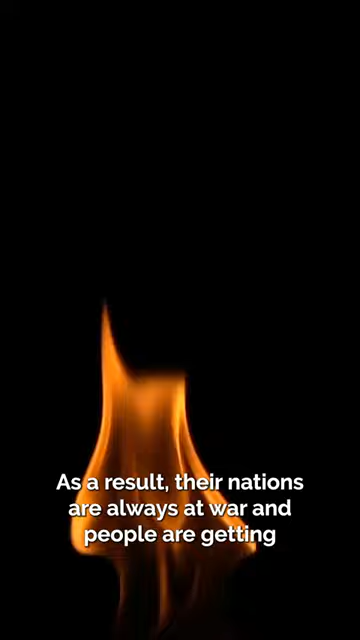 As a result, their nations
are always at war and
people are getting